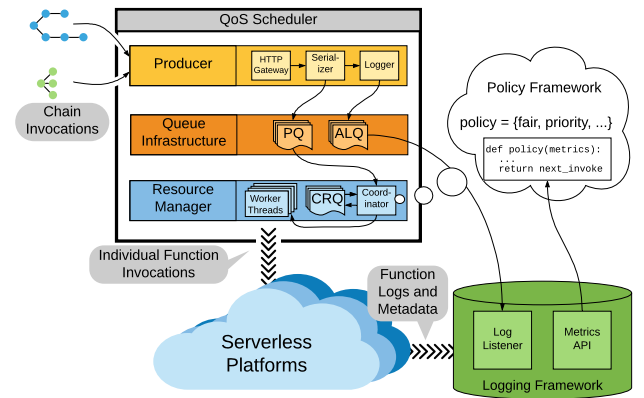 QoS Scheduler
Producer
HTTP
Gateway
Serial-
izer
Logger
Chain
Invocations
Queue
Infrastructure
PQ
ALQ
Resource
Manager
Worker
Threads
CRQ
Coord-
inator
Policy Framework
policy = {fair, priority, ...}
def policy(metrics):
...
return next_invoke
Individual Function
Invocations
Function
Logs and
Metadata
Serverless
Platforms
Log
Listener
Metrics
API
Logging Framework